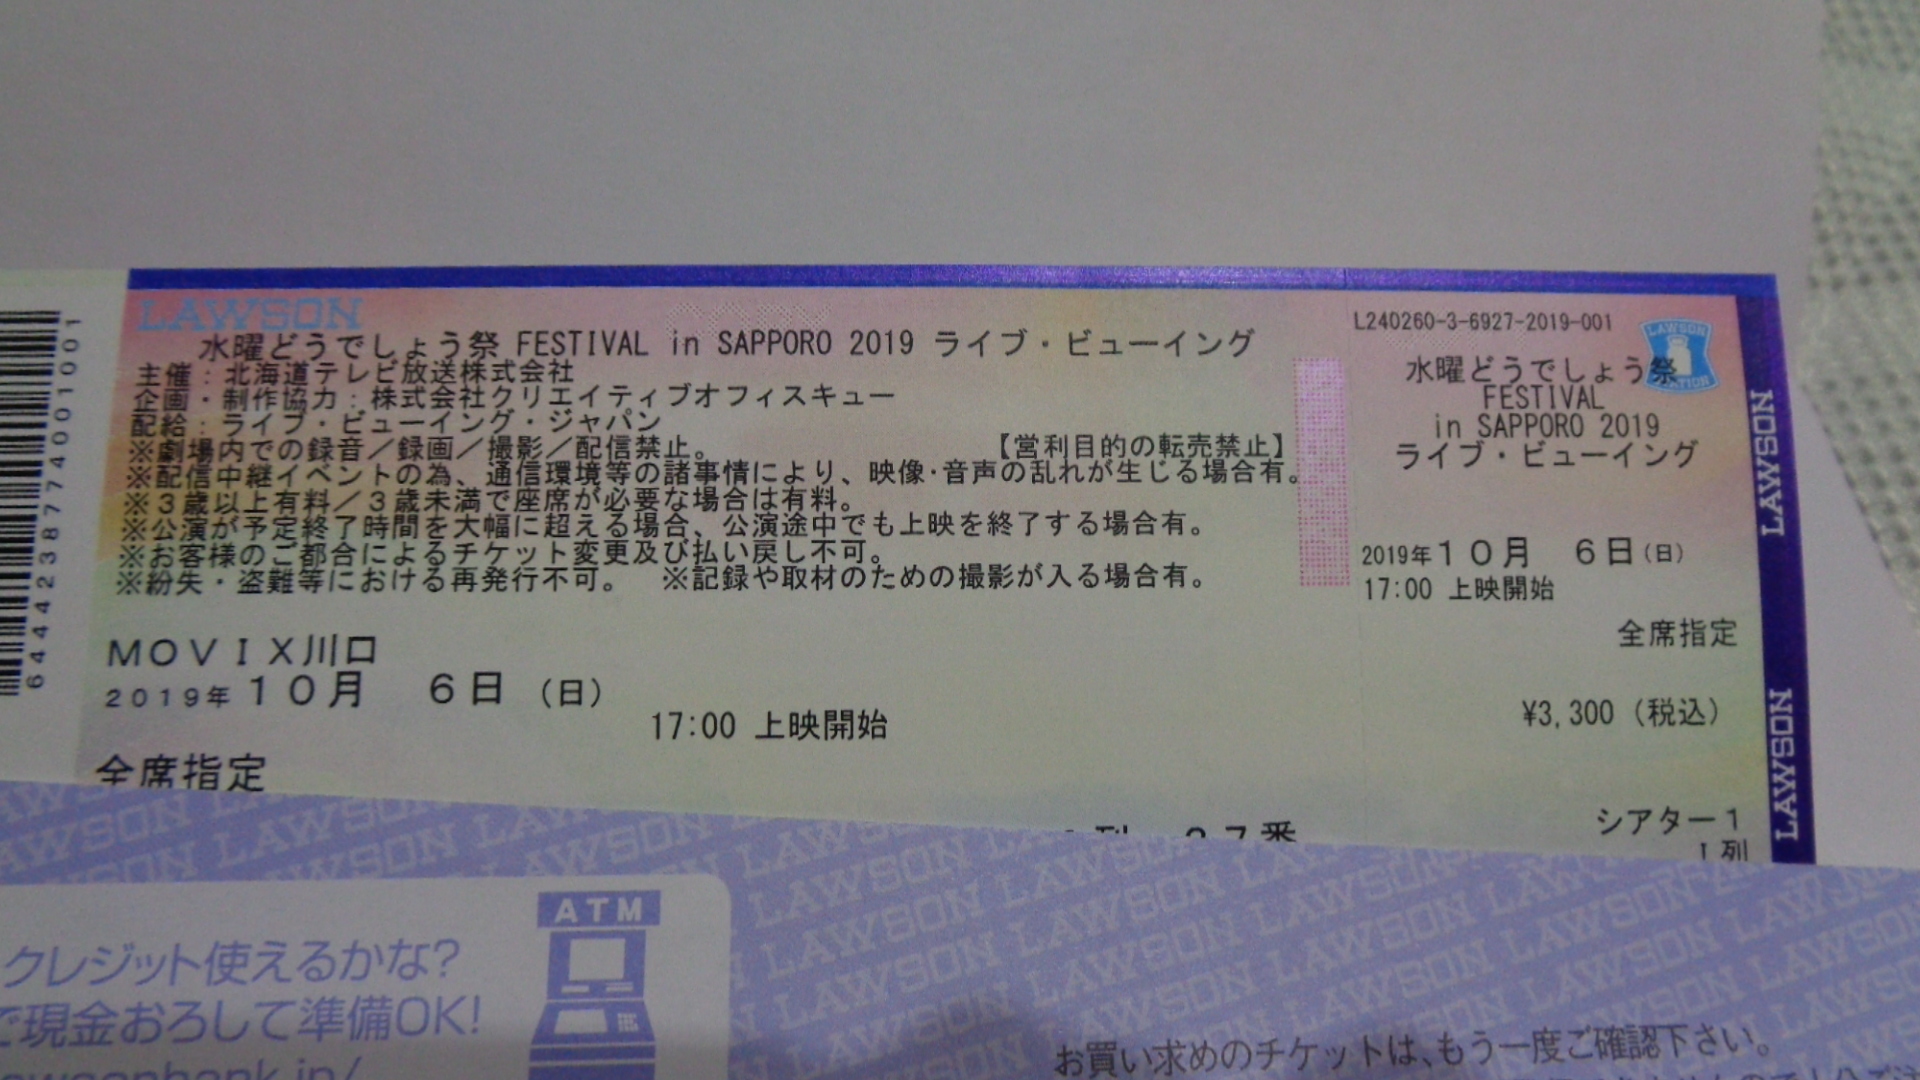 LAWSON
水曜どうでしょう祭 FESTIVAL in SAPPORO 2019 ライブ・ビューイング
主催：北海道テレビ放送株式会社
企画・制作協力：株式会社クリエイティブオフィスキュー
配給：ライブ・ビューイング・ジャパン
※劇場内での録音／録画／撮影／配信禁止。 【営利目的の転売禁止】
※配信中継イベントの為、通信環境等の諸事情により、映像・音声の乱れが生じる場合有。
※３歳以上有料／３歳未満で座席が必要な場合は有料。
※公演が予定終了時間を大幅に超える場合、公演途中でも上映を終了する場合有。
※お客様のご都合によるチケット変更及び払い戻し不可。
※紛失・盗難等における再発行不可。 ※記録や取材のための撮影が入る場合有。
ＭＯＶＩＸ川口
2019年１０月 ６日（日）
17:00 上映開始
全席指定
２７番
6444238774001001
L240260-3-6927-2019-001
LAWSON
STATION
水曜どうでしょう祭
FESTIVAL
in SAPPORO 2019
ライブ・ビューイング
2019年１０月 ６日（日）
17:00 上映開始
全席指定
¥3,300（税込）
シアター１
Ｉ列
LAWSON
LAWSON
ATM
クレジット使えるかな?
で現金おろして準備OK!
お買い求めのチケットは、もう一度ご確認下さい。